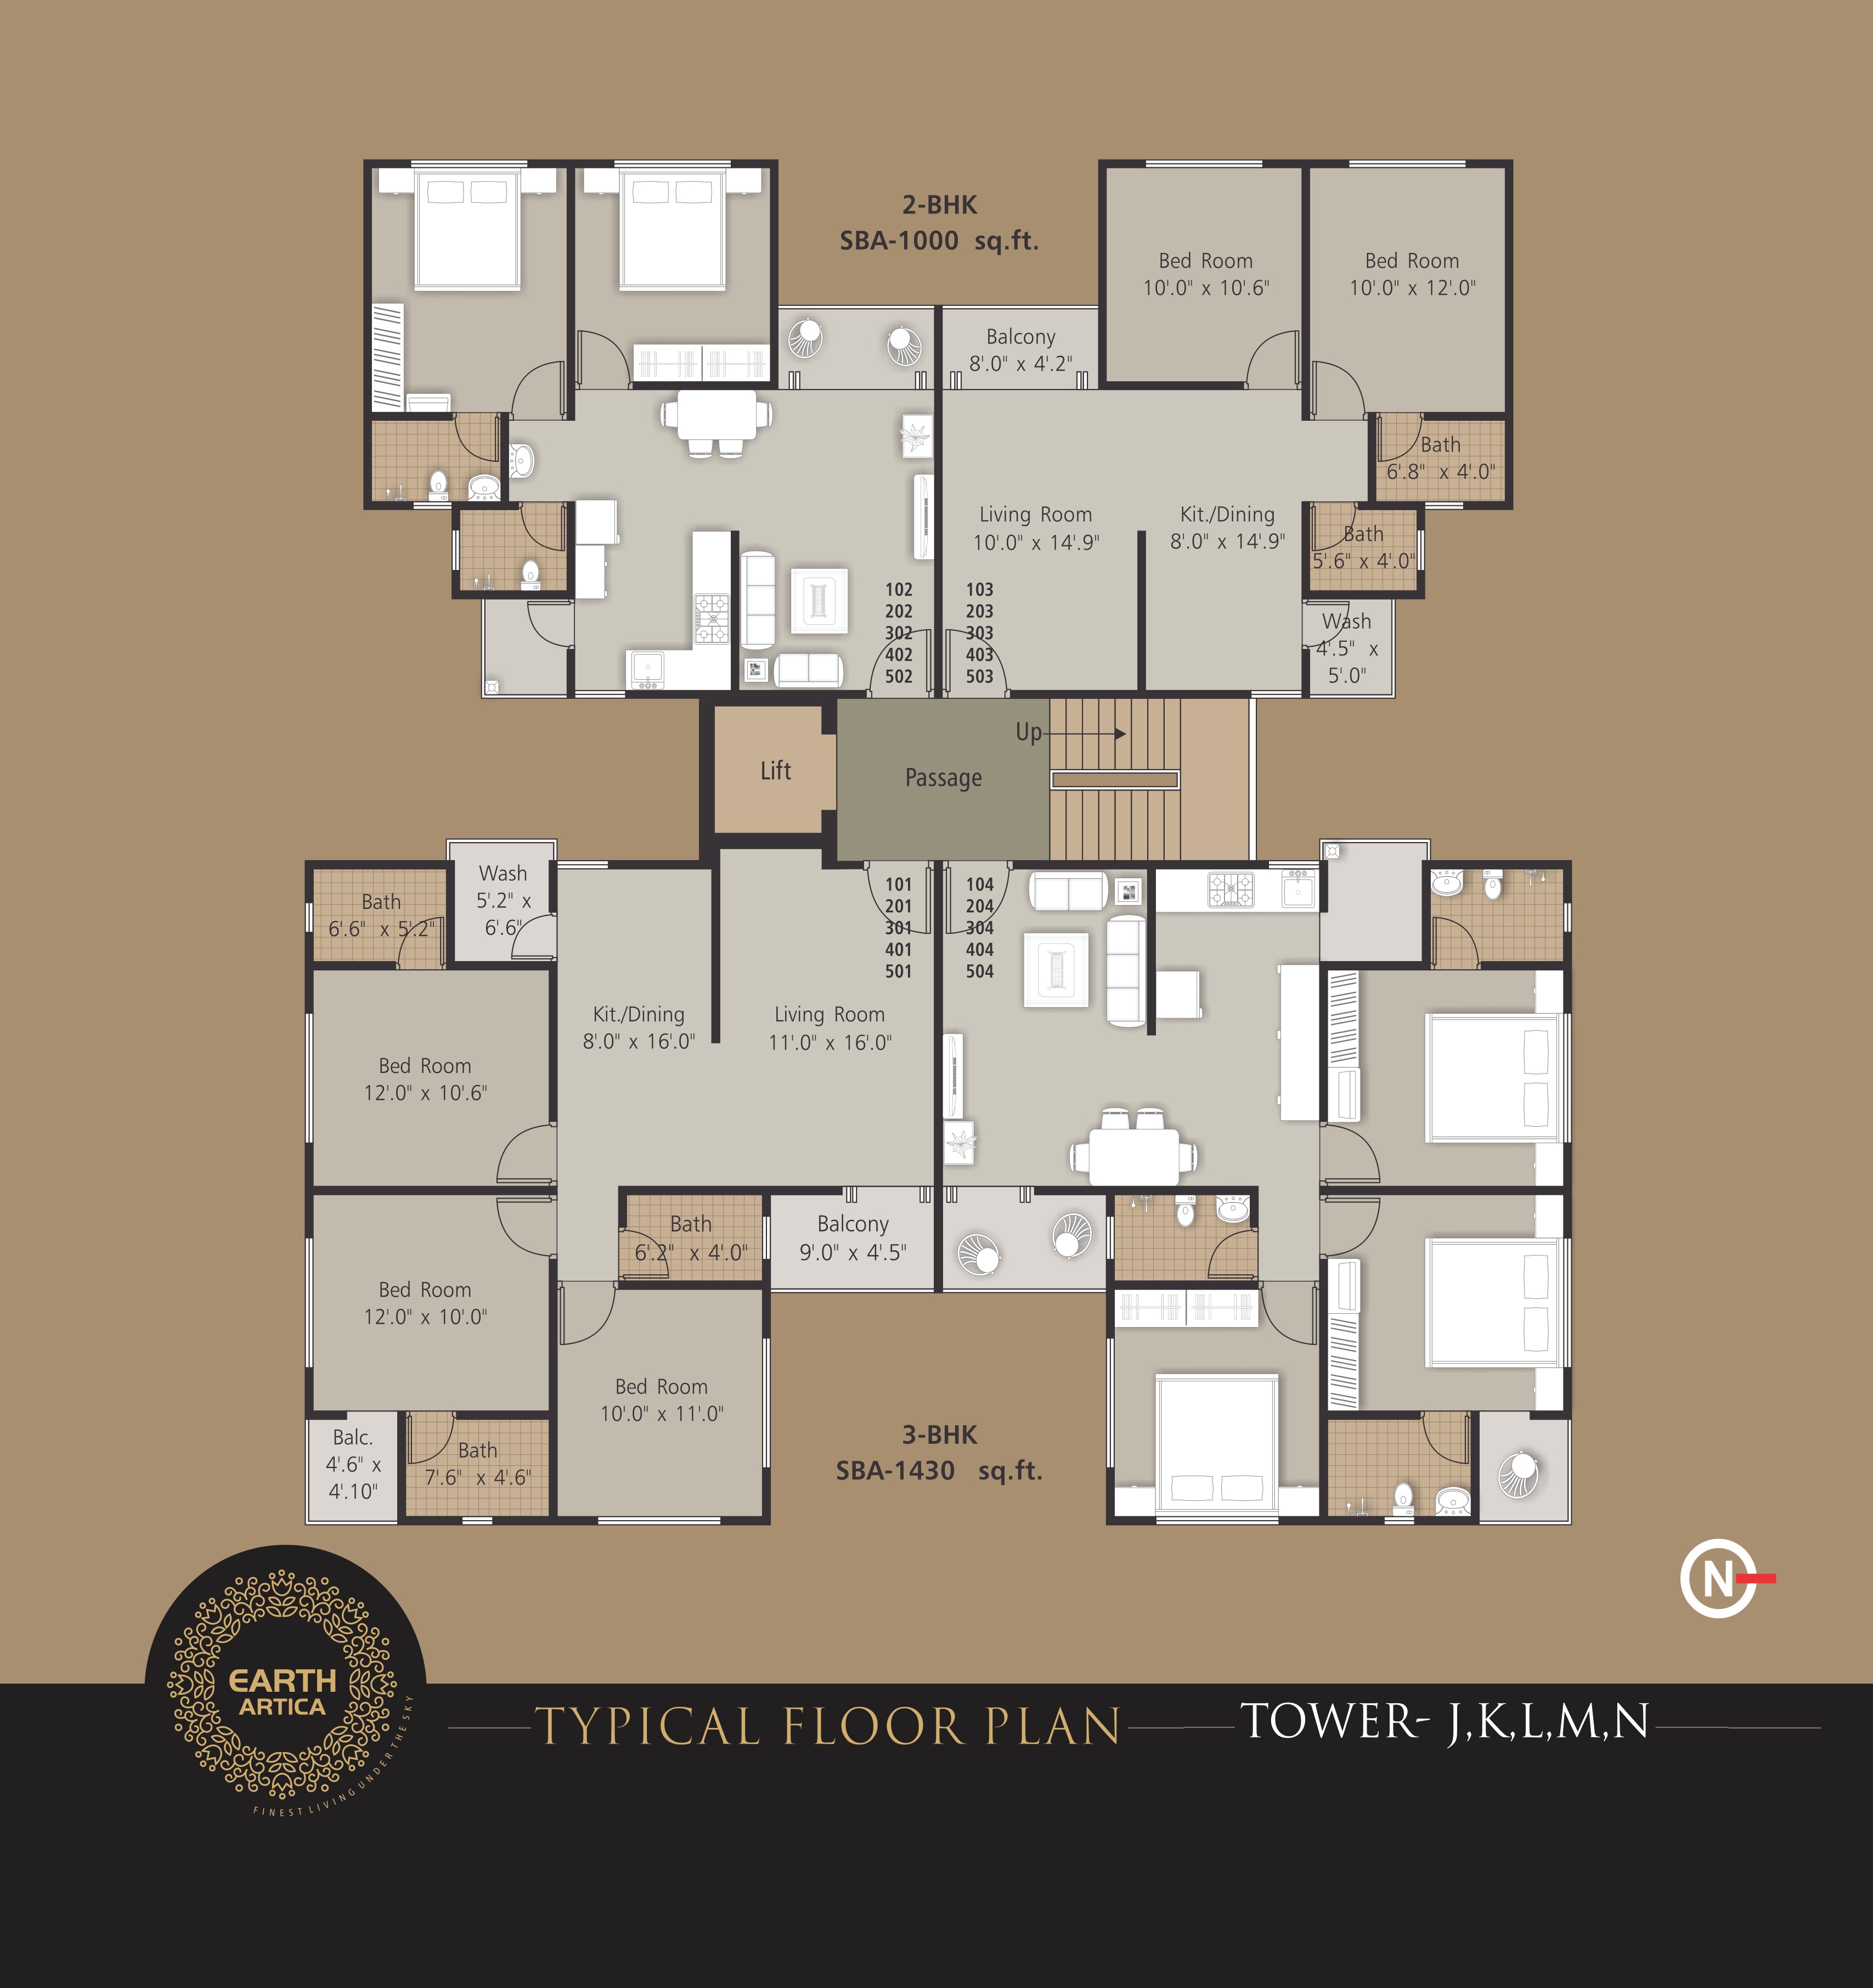 2-BHK
SBA-1000 sq.ft.
Bed Room
10'.0" x 10'.6"
Bed Room
10'.0" x 12'.0"
Balcony
8'.0" x 4'.2"
Bath
6'.8" x 4'.0"
Living Room
10'.0" x 14'.9"
Kit./Dining
8'.0" x 14'.9"
Bath
5'.6" x 4'.0"
102
202
302
402
502
103
203
303
403
503
Wash
4'.5" x
5'.0"
Lift
Passage
Up
Bath
6'.6" x 5'.2"
Wash
5'.2" x
6'.6"
101
201
301
401
501
104
204
304
404
504
Kit./Dining
8'.0" x 16'.0"
Living Room
11'.0" x 16'.0"
Bed Room
12'.0" x 10'.6"
Bath
6'.2" x 4'.0"
Balcony
9'.0" x 4'.5"
Bed Room
12'.0" x 10'.0"
Bed Room
10'.0" x 11'.0"
Balc.
4'.6" x
4'.10"
Bath
7'.6" x 4'.6"
3-BHK
SBA-1430 sq.ft.
N
EARTH
ARTICA
FINEST LIVING UNDER THE SKY
TYPICAL FLOOR PLAN
TOWER- J,K,L,M,N